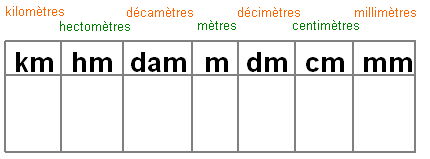 kilomètres décamètres décimètres millimètres
hectomètres mètres centimètres
km hm dam m dm cm mm